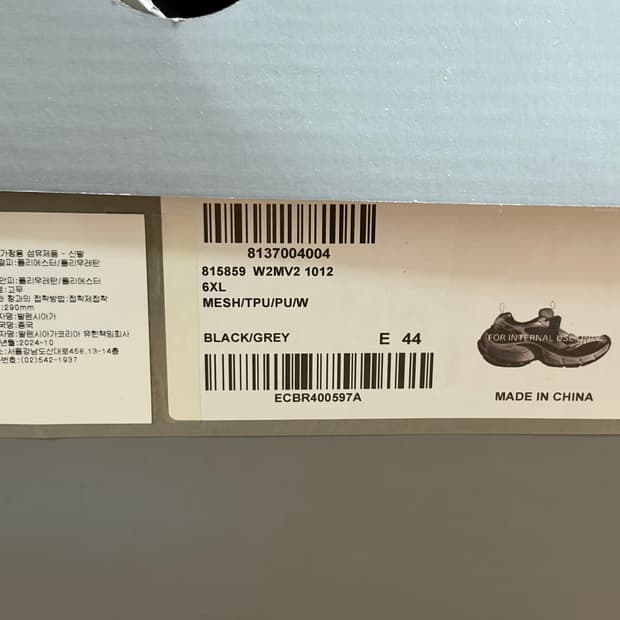 가정용 섬유제품 - 신발
겉피:폴리에스터/폴리우레탄
안피:폴리우레탄/폴리에스터
:고무
창과의 접착방법:접착제접착
:290mm
자명:발렌시아가
국명:중국
자명:발렌시아가코리아 유한책임회사
년월:2024-10
소:서울강남도산대로458,13-14층
번호:(02)542-1937
8137004004
815859 W2MV2 1012
6XL
MESH/TPU/PU/W
BLACK/GREY E 44
ECBR400597A
FOR INTERNAL USE ONLY
MADE IN CHINA